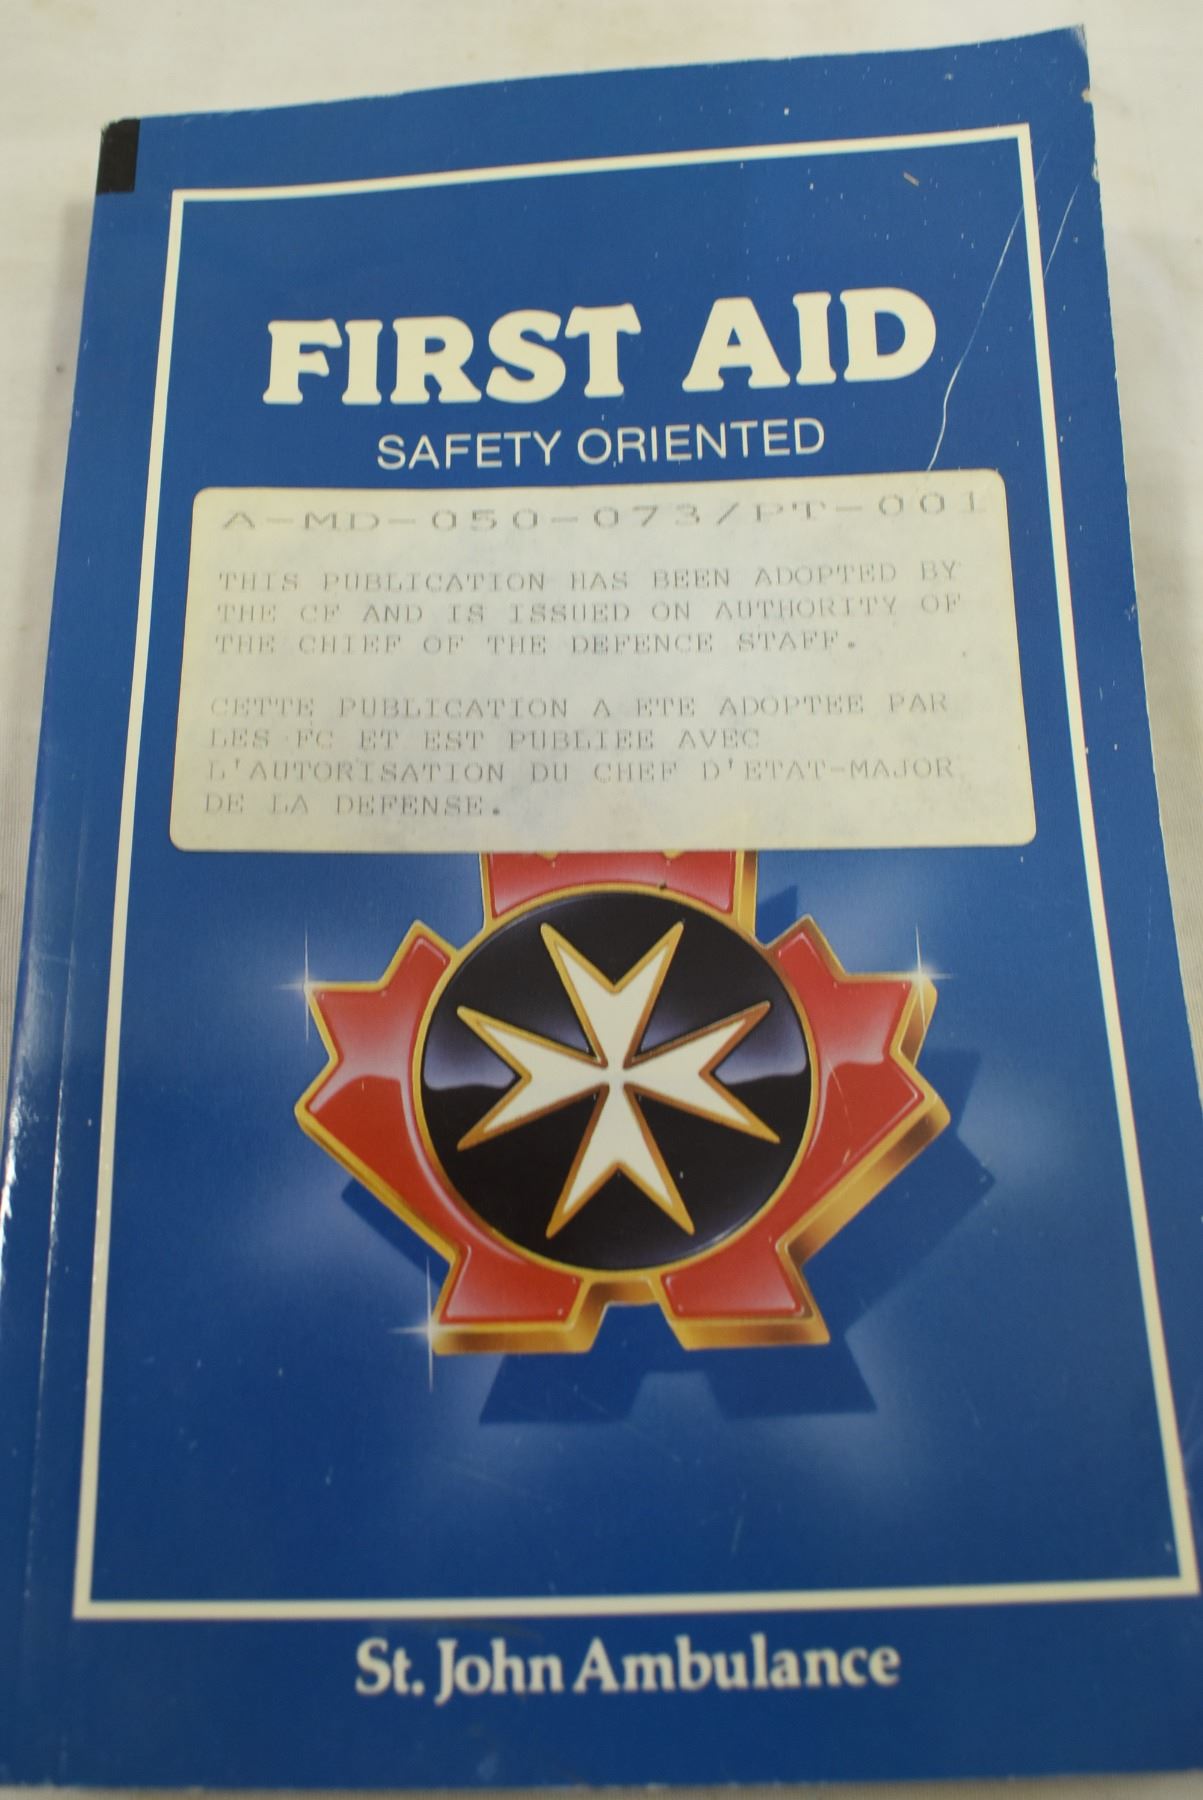 FIRST AID
SAFETY ORIENTED
A-MD-050-073/PT-001
THIS PUBLICATION HAS BEEN ADOPTED BY
THE CF AND IS ISSUED ON AUTHORITY OF
THE CHIEF OF THE DEFENCE STAFF.
CETTE PUBLICATION A ETE ADOPTEE PAR
LES FC ET EST PUBLIEE AVEC
L'AUTORISATION DU CHEF D'ETAT-MAJOR
DE LA DEFENSE.
St. John Ambulance